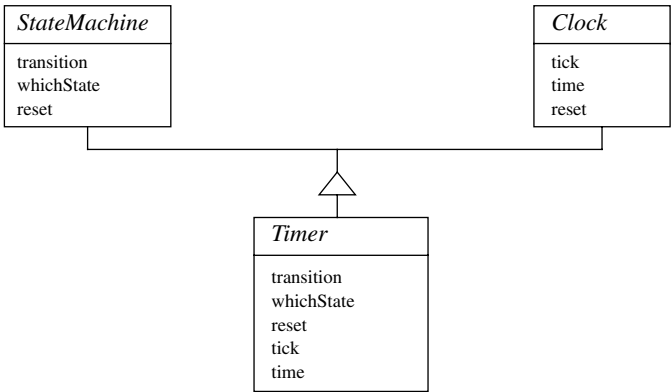 StateMachine
transition
whichState
reset
Clock
tick
time
reset
Timer
transition
whichState
reset
tick
time